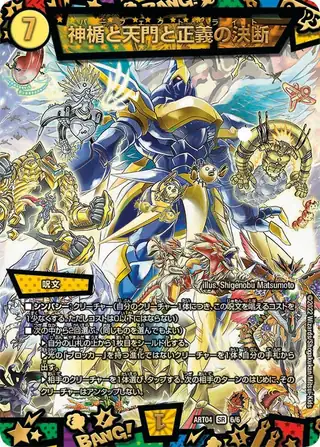 7
神楯と天門と正義の決断
illus. Shigenobu Matsumoto
呪文
■シンパシー：クリーチャー（自分のクリーチャー1体につき、この呪文を唱えるコストを
1少なくする。ただしコストは0以下にはならない）
■次の中から2回選ぶ。（同じものを選んでもよい）
▶自分の山札の上から1枚目をシールド化する。
▶光の「ブロッカー」を持つ進化ではないクリーチャーを1体、自分の手札か
ら出す。
▶相手のクリーチャーを1体選び、タップする。次の相手のターンのはじめに、その
クリーチャーはアンタップしない。
BANG!
BANG!
ART04 SR 6/6